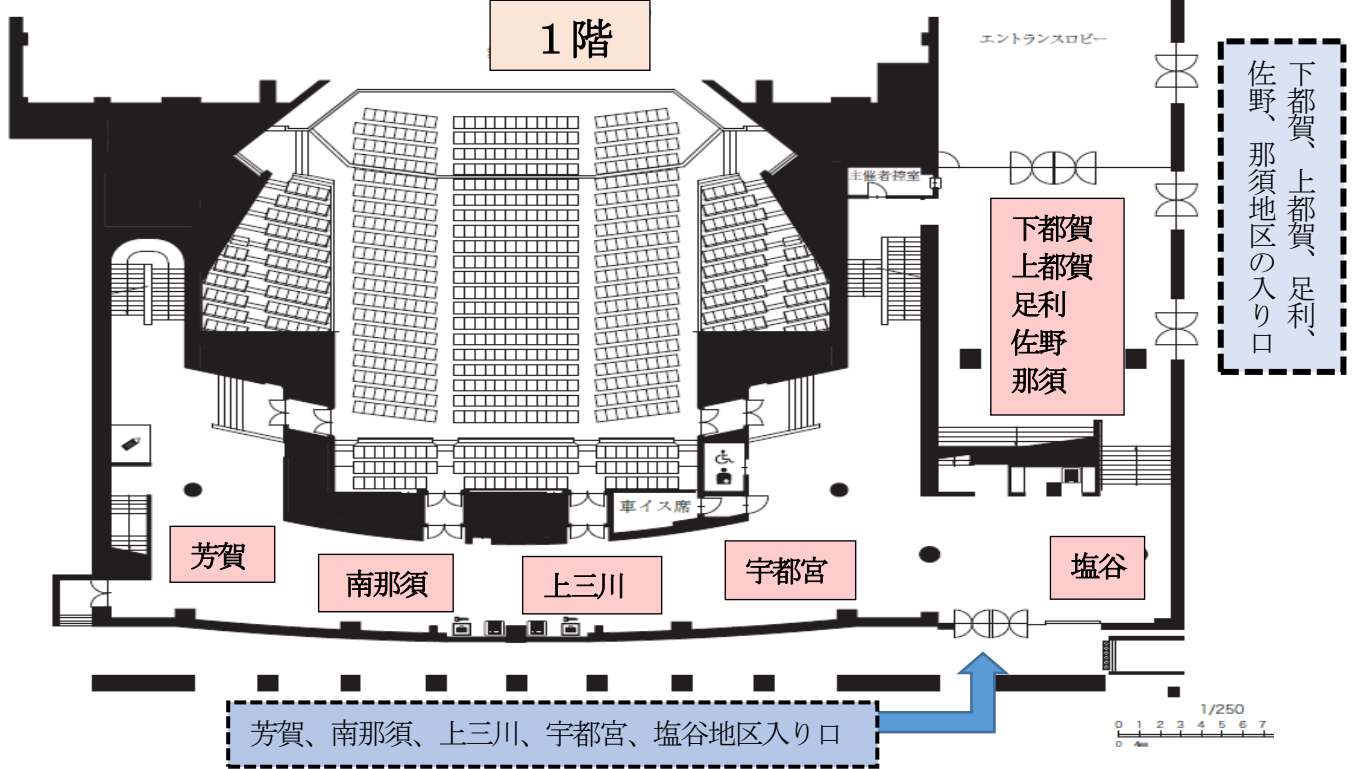 1階
エントランスロビー
下都賀、上都賀、足利、
佐野、那須地区の入り口
主催者控室
下都賀
上都賀
足利
佐野
那須
車イス席
芳賀
南那須
上三川
宇都宮
塩谷
芳賀、南那須、上三川、宇都宮、塩谷地区入り口
1/250
0 1 2 3 4 5 6 7